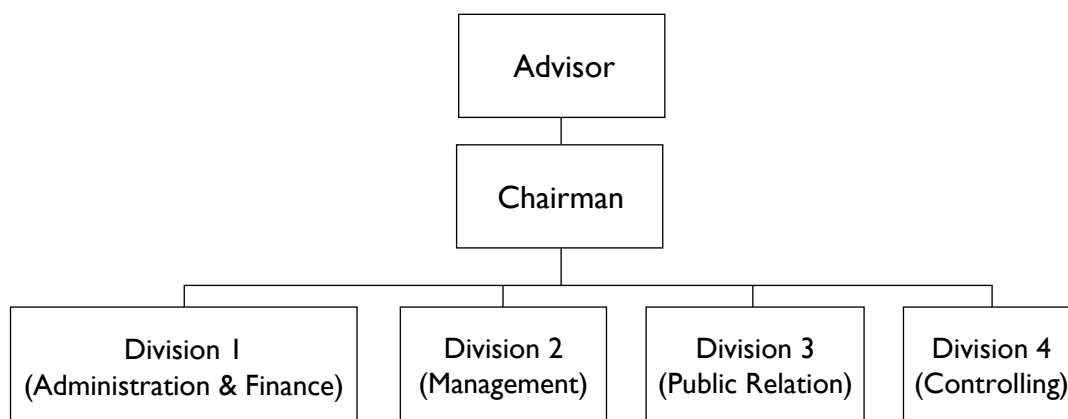 Advisor
Chairman
Division 1
(Administration & Finance)
Division 2
(Management)
Division 3
(Public Relation)
Division 4
(Controlling)